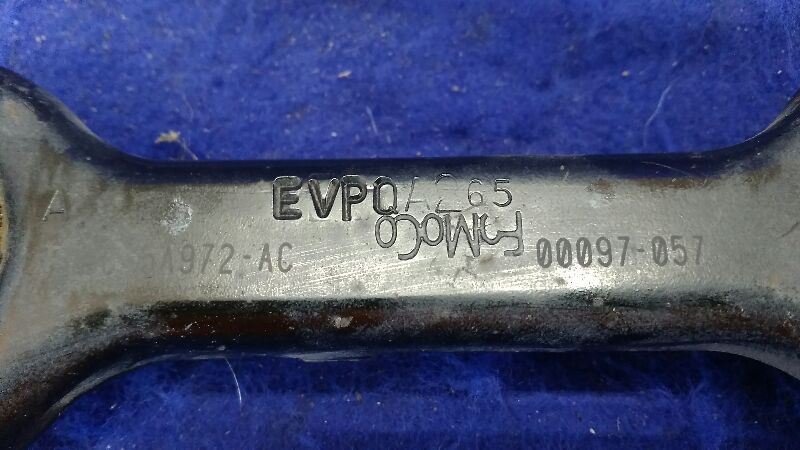 A
EVPQA265
FoMoCo
A972-AC 00097-057